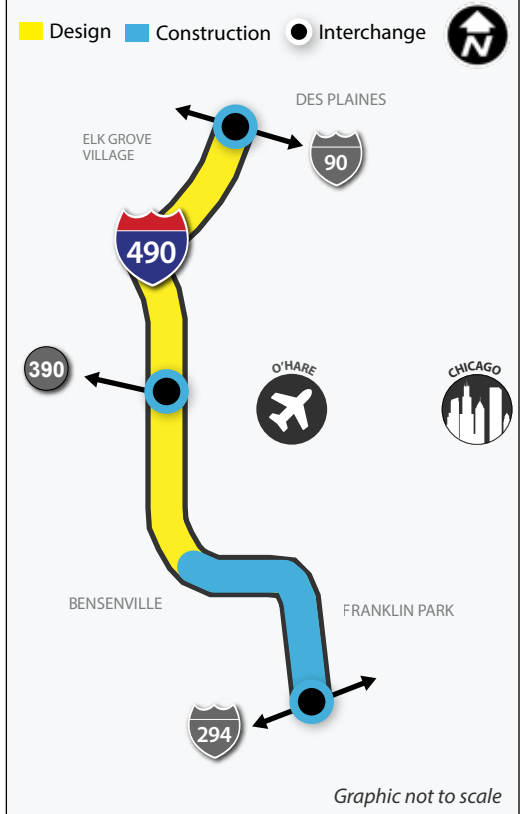 Design Construction Interchange
N
DES PLAINES
ELK GROVE
VILLAGE
90
490
390
O'HARE
CHICAGO
BENSENVILLE
FRANKLIN PARK
294
Graphic not to scale